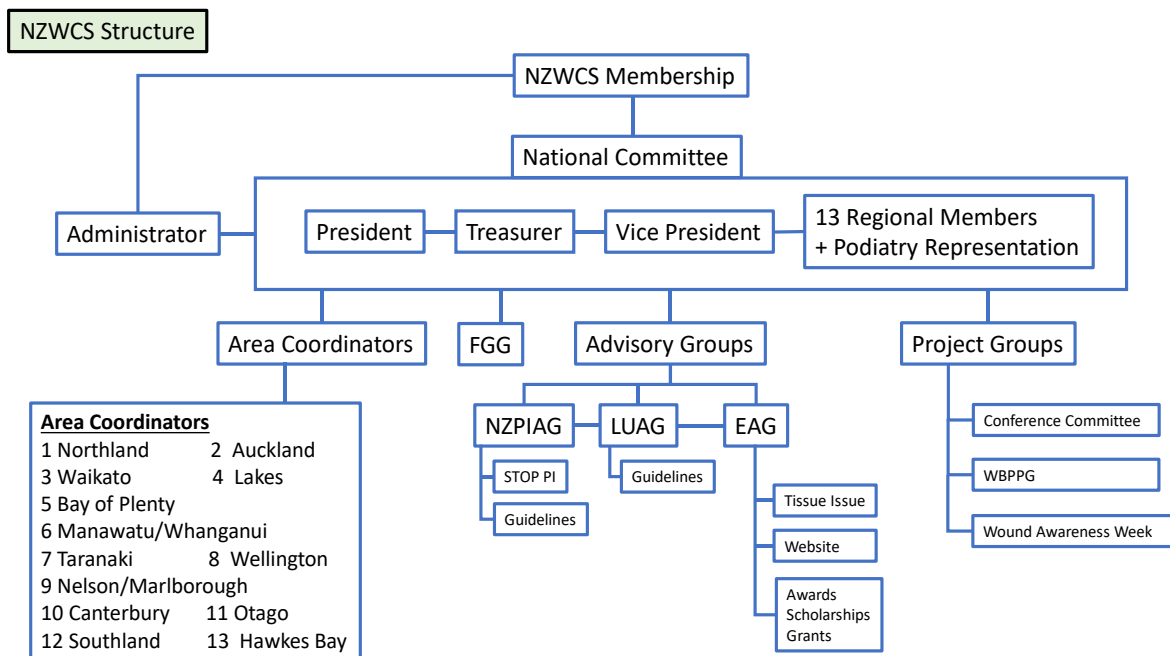 NZWCS Structure
NZWCS Membership
National Committee
Administrator
President
Treasurer
Vice President
13 Regional Members
+ Podiatry Representation
Area Coordinators
FGG
Advisory Groups
Project Groups
Area Coordinators
1 Northland 2 Auckland
3 Waikato 4 Lakes
5 Bay of Plenty
6 Manawatu/Whanganui
7 Taranaki 8 Wellington
9 Nelson/Marlborough
10 Canterbury 11 Otago
12 Southland 13 Hawkes Bay
NZPIAG
LUAG
EAG
STOP PI
Guidelines
Guidelines
Tissue Issue
Website
Awards
Scholarships
Grants
Conference Committee
WBPPG
Wound Awareness Week